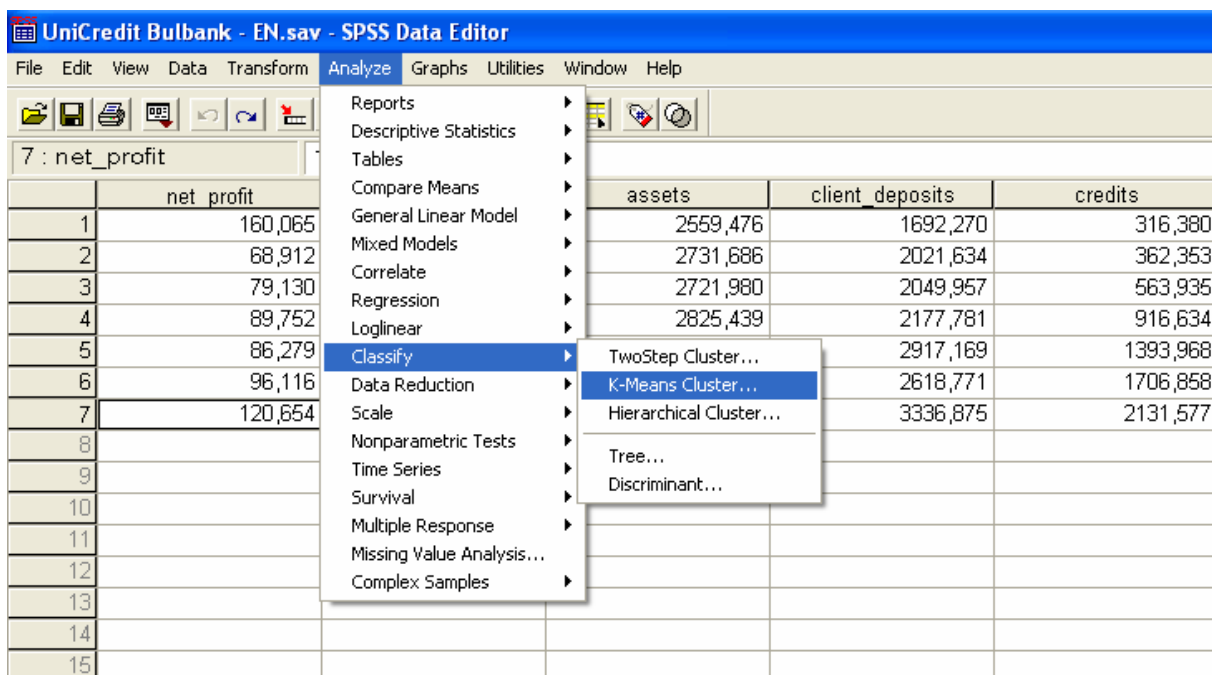 UniCredit Bulbank - EN.sav - SPSS Data Editor
File Edit View Data Transform Analyze Graphs Utilities Window Help
7 : net_profit
net_profit assets client_deposits credits
1 160,065 2559,476 1692,270 316,380
2 68,912 2731,686 2021,634 362,353
3 79,130 2721,980 2049,957 563,935
4 89,752 2825,439 2177,781 916,634
5 86,279 2917,169 1393,968
6 96,116 2618,771 1706,858
7 120,654 3336,875 2131,577
8
9
10
11
12
13
14
15
Reports
Descriptive Statistics
Tables
Compare Means
General Linear Model
Mixed Models
Correlate
Regression
Loglinear
Classify
Data Reduction
Scale
Nonparametric Tests
Time Series
Survival
Multiple Response
Missing Value Analysis...
Complex Samples
TwoStep Cluster...
K-Means Cluster...
Hierarchical Cluster...
Tree...
Discriminant...